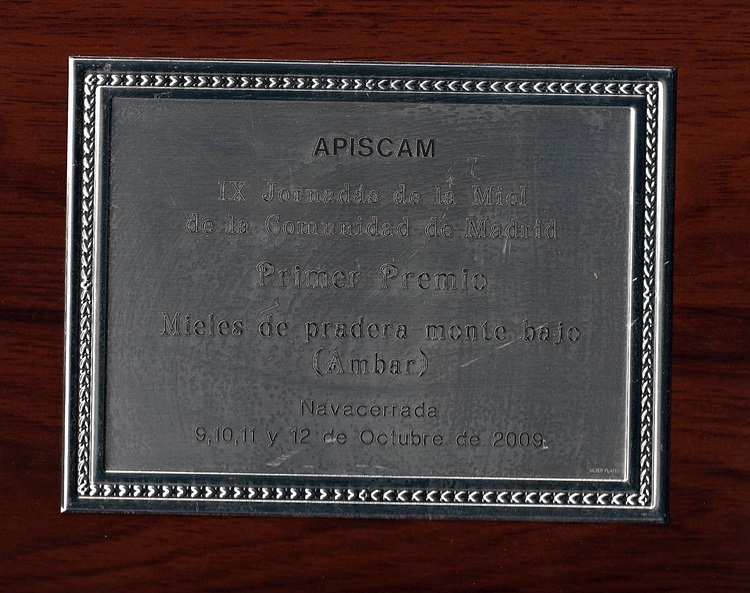 APISCAM
IX Jornadas de la Miel
de la Comunidad de Madrid
Primer Premio
Mieles de pradera monte bajo
(Ámbar)
Navacerrada
9,10,11 y 12 de Octubre de 2009